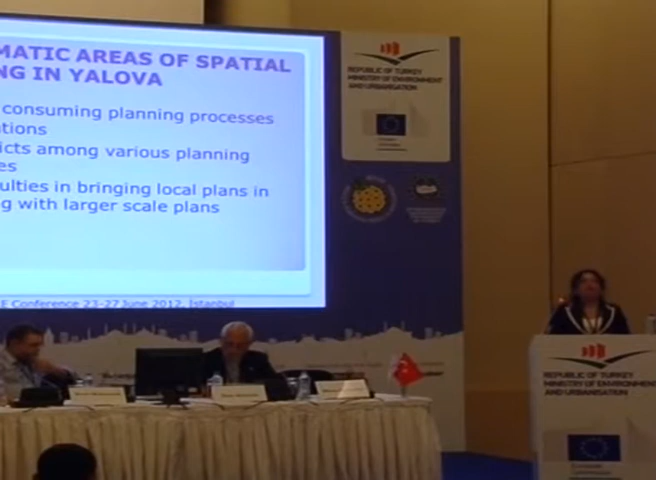 MATIC AREAS OF SPATIAL
NG IN YALOVA
consuming planning processes
tions
icts among various planning
es
ulties in bringing local plans in
g with larger scale plans
E Conference 23-27 June 2012, İstanbul
REPUBLIC OF TURKEY
MINISTRY OF ENVIRONMENT
AND URBANISATION
REPUBLIC OF TURKEY
MINISTRY OF ENVIRONMENT
AND URBANISATION